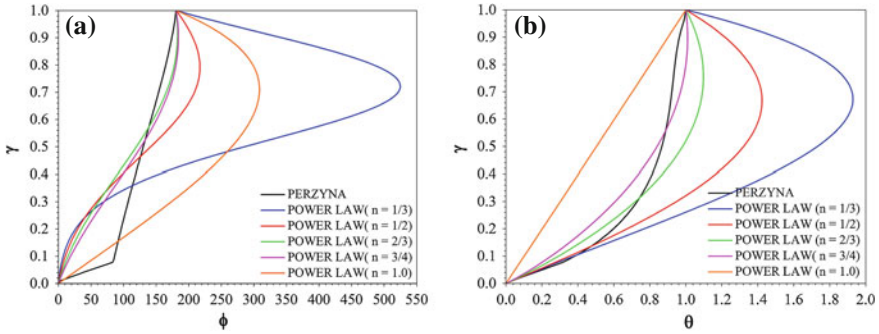 (a)
1.0
0.9
0.8
0.7
0.6
0.5
0.4
0.3
0.2
0.1
0.0
γ
PERZYNA
POWER LAW( n = 1/3)
POWER LAW( n = 1/2)
POWER LAW( n = 2/3)
POWER LAW( n = 3/4)
POWER LAW( n = 1.0)
0 50 100 150 200 250 300 350 400 450 500 550
ϕ
(b)
1.0
0.9
0.8
0.7
0.6
0.5
0.4
0.3
0.2
0.1
0.0
γ
PERZYNA
POWER LAW (n = 1/3)
POWER LAW (n = 1/2)
POWER LAW (n = 2/3)
POWER LAW (n = 3/4)
POWER LAW (n = 1.0)
0.0 0.2 0.4 0.6 0.8 1.0 1.2 1.4 1.6 1.8 2.0
θ